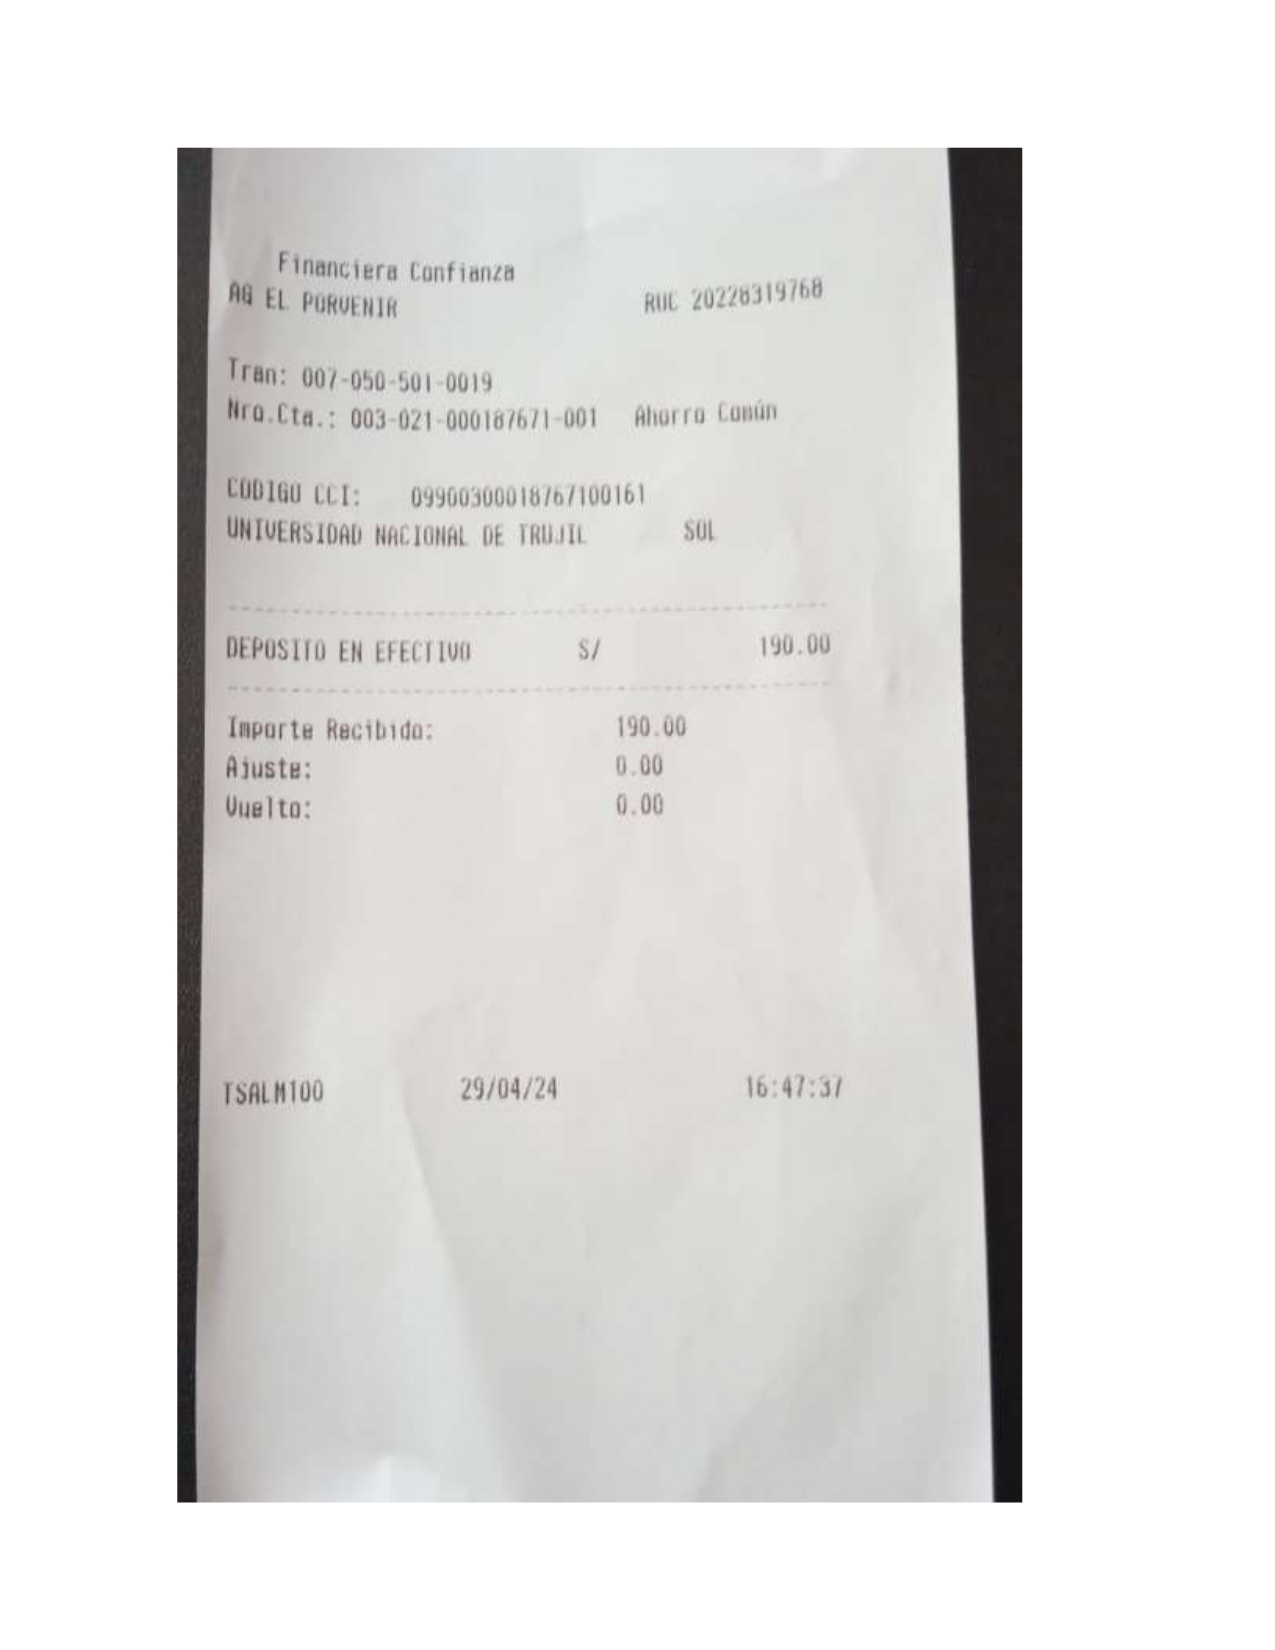 Financiera Confianza
AG EL PORVENIR RUC 20228319768
Tran: 007-050-501-0019
Nro.Cta.: 003-021-000187671-001 Ahorro Común
CODIGO CCI: 09900300018767100161
UNIVERSIDAD NACIONAL DE TRUJIL SOL
DEPOSITO EN EFECTIVO S/ 190.00
Importe Recibido: 190.00
Ajuste: 0.00
Vuelto: 0.00
TSALM100 29/04/24 16:47:37